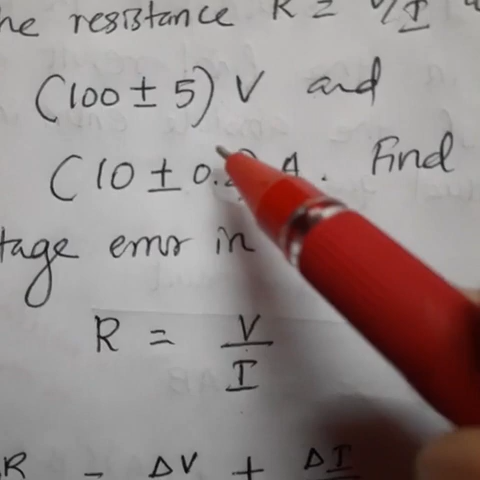 he resistance R = V/I
(100 ± 5) V and
(10 ± 0. A. Find
tage error in
R = V/I
R = ΔV + ΔI